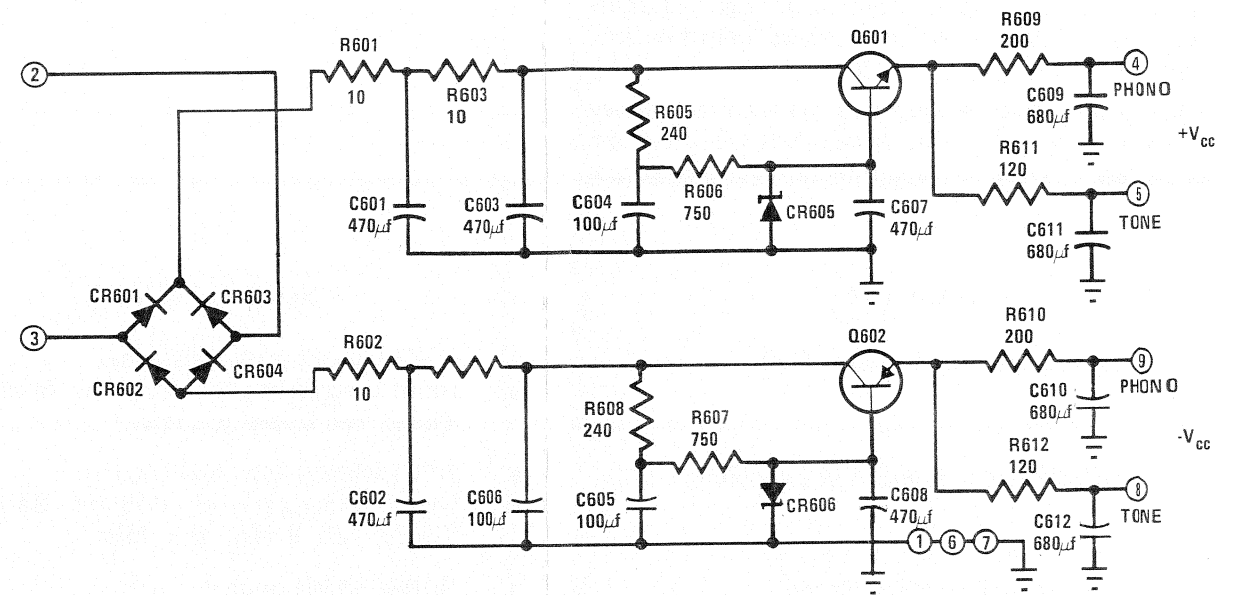 R601
10
R603
10
Q601
R609
200
4
PHONO
C609
680μf
+Vcc
2
R605
240
R606
750
R611
120
5
TONE
C601
470μf
C603
470μf
C604
100μf
CR605
C607
470μf
C611
680μf
CR601
CR603
3
CR602
CR604
R602
10
Q602
R610
200
9
PHONO
C610
680μf
-Vcc
R608
240
R607
750
R612
120
8
TONE
C602
470μf
C606
100μf
C605
100μf
CR606
C608
470μf
1 6 7
C612
680μf